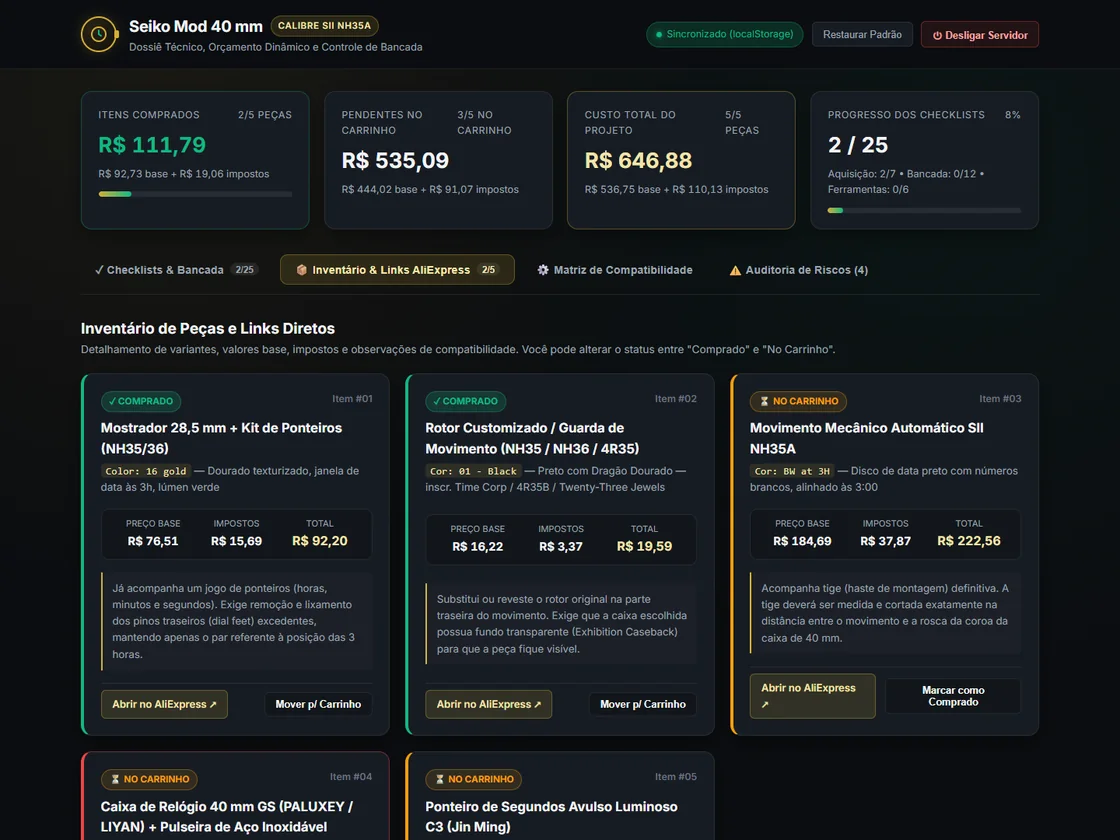 Seiko Mod 40 mm
CALIBRE SII NH35A
Dossiê Técnico, Orçamento Dinâmico e Controle de Bancada
Sincronizado (localStorage)
Restaurar Padrão
⏻ Desligar Servidor
ITENS COMPRADOS
2/5 PEÇAS
R$ 111,79
R$ 92,73 base + R$ 19,06 impostos
PENDENTES NO
CARRINHO
3/5 NO
CARRINHO
R$ 535,09
R$ 444,02 base + R$ 91,07 impostos
CUSTO TOTAL DO
PROJETO
5/5
PEÇAS
R$ 646,88
R$ 536,75 base + R$ 110,13 impostos
PROGRESSO DOS CHECKLISTS
8%
2 / 25
Aquisição: 2/7 • Bancada: 0/12 •
Ferramentas: 0/6
✓ Checklists & Bancada 2/25
📦 Inventário & Links AliExpress 2/5
⚙️ Matriz de Compatibilidade
⚠️ Auditoria de Riscos (4)
Inventário de Peças e Links Diretos
Detalhamento de variantes, valores base, impostos e observações de compatibilidade. Você pode alterar o status entre "Comprado" e "No Carrinho".
✓ COMPRADO
Item #01
Mostrador 28,5 mm + Kit de Ponteiros
(NH35/36)
Color: 16 gold — Dourado texturizado, janela de
data às 3h, lúmen verde
PREÇO BASE
IMPOSTOS
TOTAL
R$ 76,51
R$ 15,69
R$ 92,20
Já acompanha um jogo de ponteiros (horas,
minutos e segundos). Exige remoção e lixamento
dos pinos traseiros (dial feet) excedentes,
mantendo apenas o par referente à posição das 3
horas.
Abrir no AliExpress ↗
Mover p/ Carrinho
✓ COMPRADO
Item #02
Rotor Customizado / Guarda de
Movimento (NH35 / NH36 / 4R35)
Cor: 01 - Black — Preto com Dragão Dourado —
inscr. Time Corp / 4R35B / Twenty-Three Jewels
PREÇO BASE
IMPOSTOS
TOTAL
R$ 16,22
R$ 3,37
R$ 19,59
Substitui ou reveste o rotor original na parte
traseira do movimento. Exige que a caixa escolhida
possua fundo transparente (Exhibition Caseback)
para que a peça fique visível.
Abrir no AliExpress ↗
Mover p/ Carrinho
⏳ NO CARRINHO
Item #03
Movimento Mecânico Automático SII
NH35A
Cor: BW at 3H — Disco de data preto com números
brancos, alinhado às 3:00
PREÇO BASE
IMPOSTOS
TOTAL
R$ 184,69
R$ 37,87
R$ 222,56
Acompanha tige (haste de montagem) definitiva. A
tige deverá ser medida e cortada exatamente na
distância entre o movimento e a rosca da coroa da
caixa de 40 mm.
Abrir no AliExpress
↗
Marcar como
Comprado
⏳ NO CARRINHO
Item #04
Caixa de Relógio 40 mm GS (PALUXEY /
LIYAN) + Pulseira de Aço Inoxidável
⏳ NO CARRINHO
Item #05
Ponteiro de Segundos Avulso Luminoso
C3 (Jin Ming)